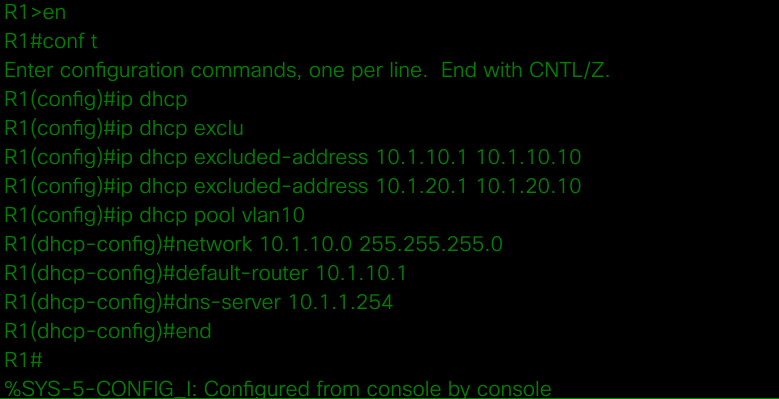 R1>en
R1#conf t
Enter configuration commands, one per line.  End with CNTL/Z.
R1(config)#ip dhcp
R1(config)#ip dhcp exclu
R1(config)#ip dhcp excluded-address 10.1.10.1 10.1.10.10
R1(config)#ip dhcp excluded-address 10.1.20.1 10.1.20.10
R1(config)#ip dhcp pool vlan10
R1(dhcp-config)#network 10.1.10.0 255.255.255.0
R1(dhcp-config)#default-router 10.1.10.1
R1(dhcp-config)#dns-server 10.1.1.254
R1(dhcp-config)#end
R1#
%SYS-5-CONFIG_I: Configured from console by console